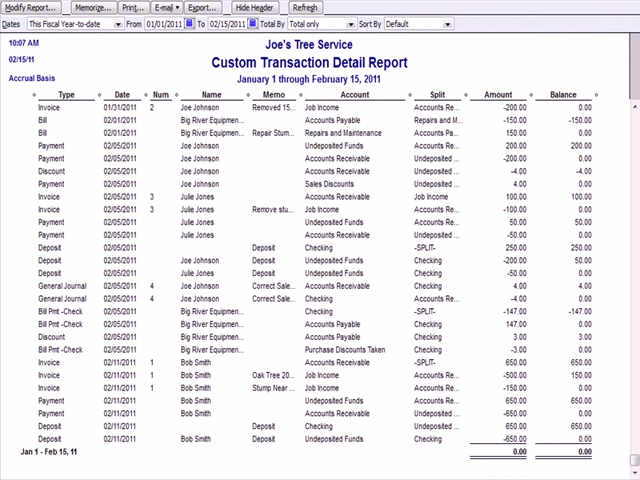 Modify Report... Memorize... Print... E-mail Export... Hide Header Refresh
Dates This Fiscal Year-to-date From 01/01/2011 To 02/15/2011 Total By Total only Sort By Default
10:07 AM Joe's Tree Service
02/15/11 Custom Transaction Detail Report
Accrual Basis January 1 through February 15, 2011
Type Date Num Name Memo Account Split Amount Balance
Invoice 01/31/2011 2 Joe Johnson Removed 15... Job Income Accounts Re... -200.00 0.00
Bill 02/01/2011 Big River Equipmen... Accounts Payable Repairs and M... -150.00 -150.00
Bill 02/01/2011 Big River Equipmen... Repair Stum... Repairs and Maintenance Accounts Pa... 150.00 0.00
Payment 02/05/2011 Joe Johnson Undeposited Funds Accounts Re... 200.00 200.00
Payment 02/05/2011 Joe Johnson Accounts Receivable Undeposited ... -200.00 0.00
Discount 02/05/2011 Joe Johnson Accounts Receivable Undeposited ... -4.00 -4.00
Payment 02/05/2011 Joe Johnson Sales Discounts Undeposited ... 4.00 0.00
Invoice 02/05/2011 3 Julie Jones Accounts Receivable Job Income 100.00 100.00
Invoice 02/05/2011 3 Julie Jones Remove stu... Job Income Accounts Re... -100.00 0.00
Payment 02/05/2011 Julie Jones Undeposited Funds Accounts Re... 50.00 50.00
Payment 02/05/2011 Julie Jones Accounts Receivable Undeposited ... -50.00 0.00
Deposit 02/05/2011 Deposit Checking -SPLIT- 250.00 250.00
Deposit 02/05/2011 Joe Johnson Deposit Undeposited Funds Checking -200.00 50.00
Deposit 02/05/2011 Julie Jones Deposit Undeposited Funds Checking -50.00 0.00
General Journal 02/05/2011 4 Joe Johnson Correct Sale... Accounts Receivable Checking 4.00 4.00
General Journal 02/05/2011 4 Joe Johnson Correct Sale... Checking Accounts Re... -4.00 0.00
Bill Pmt -Check 02/05/2011 Big River Equipmen... Checking -SPLIT- -147.00 -147.00
Bill Pmt -Check 02/05/2011 Big River Equipmen... Accounts Payable Checking 147.00 0.00
Discount 02/05/2011 Big River Equipmen... Accounts Payable Checking 3.00 3.00
Bill Pmt -Check 02/05/2011 Big River Equipmen... Purchase Discounts Taken Checking -3.00 0.00
Invoice 02/11/2011 1 Bob Smith Accounts Receivable -SPLIT- 650.00 650.00
Invoice 02/11/2011 1 Bob Smith Oak Tree 20... Job Income Accounts Re... -500.00 150.00
Invoice 02/11/2011 1 Bob Smith Stump Near ... Job Income Accounts Re... -150.00 0.00
Payment 02/11/2011 Bob Smith Undeposited Funds Accounts Re... 650.00 650.00
Payment 02/11/2011 Bob Smith Accounts Receivable Undeposited ... -650.00 0.00
Deposit 02/11/2011 Deposit Checking Undeposited ... 650.00 650.00
Deposit 02/11/2011 Bob Smith Deposit Undeposited Funds Checking -650.00 0.00
Jan 1 - Feb 15, 11 0.00 0.00